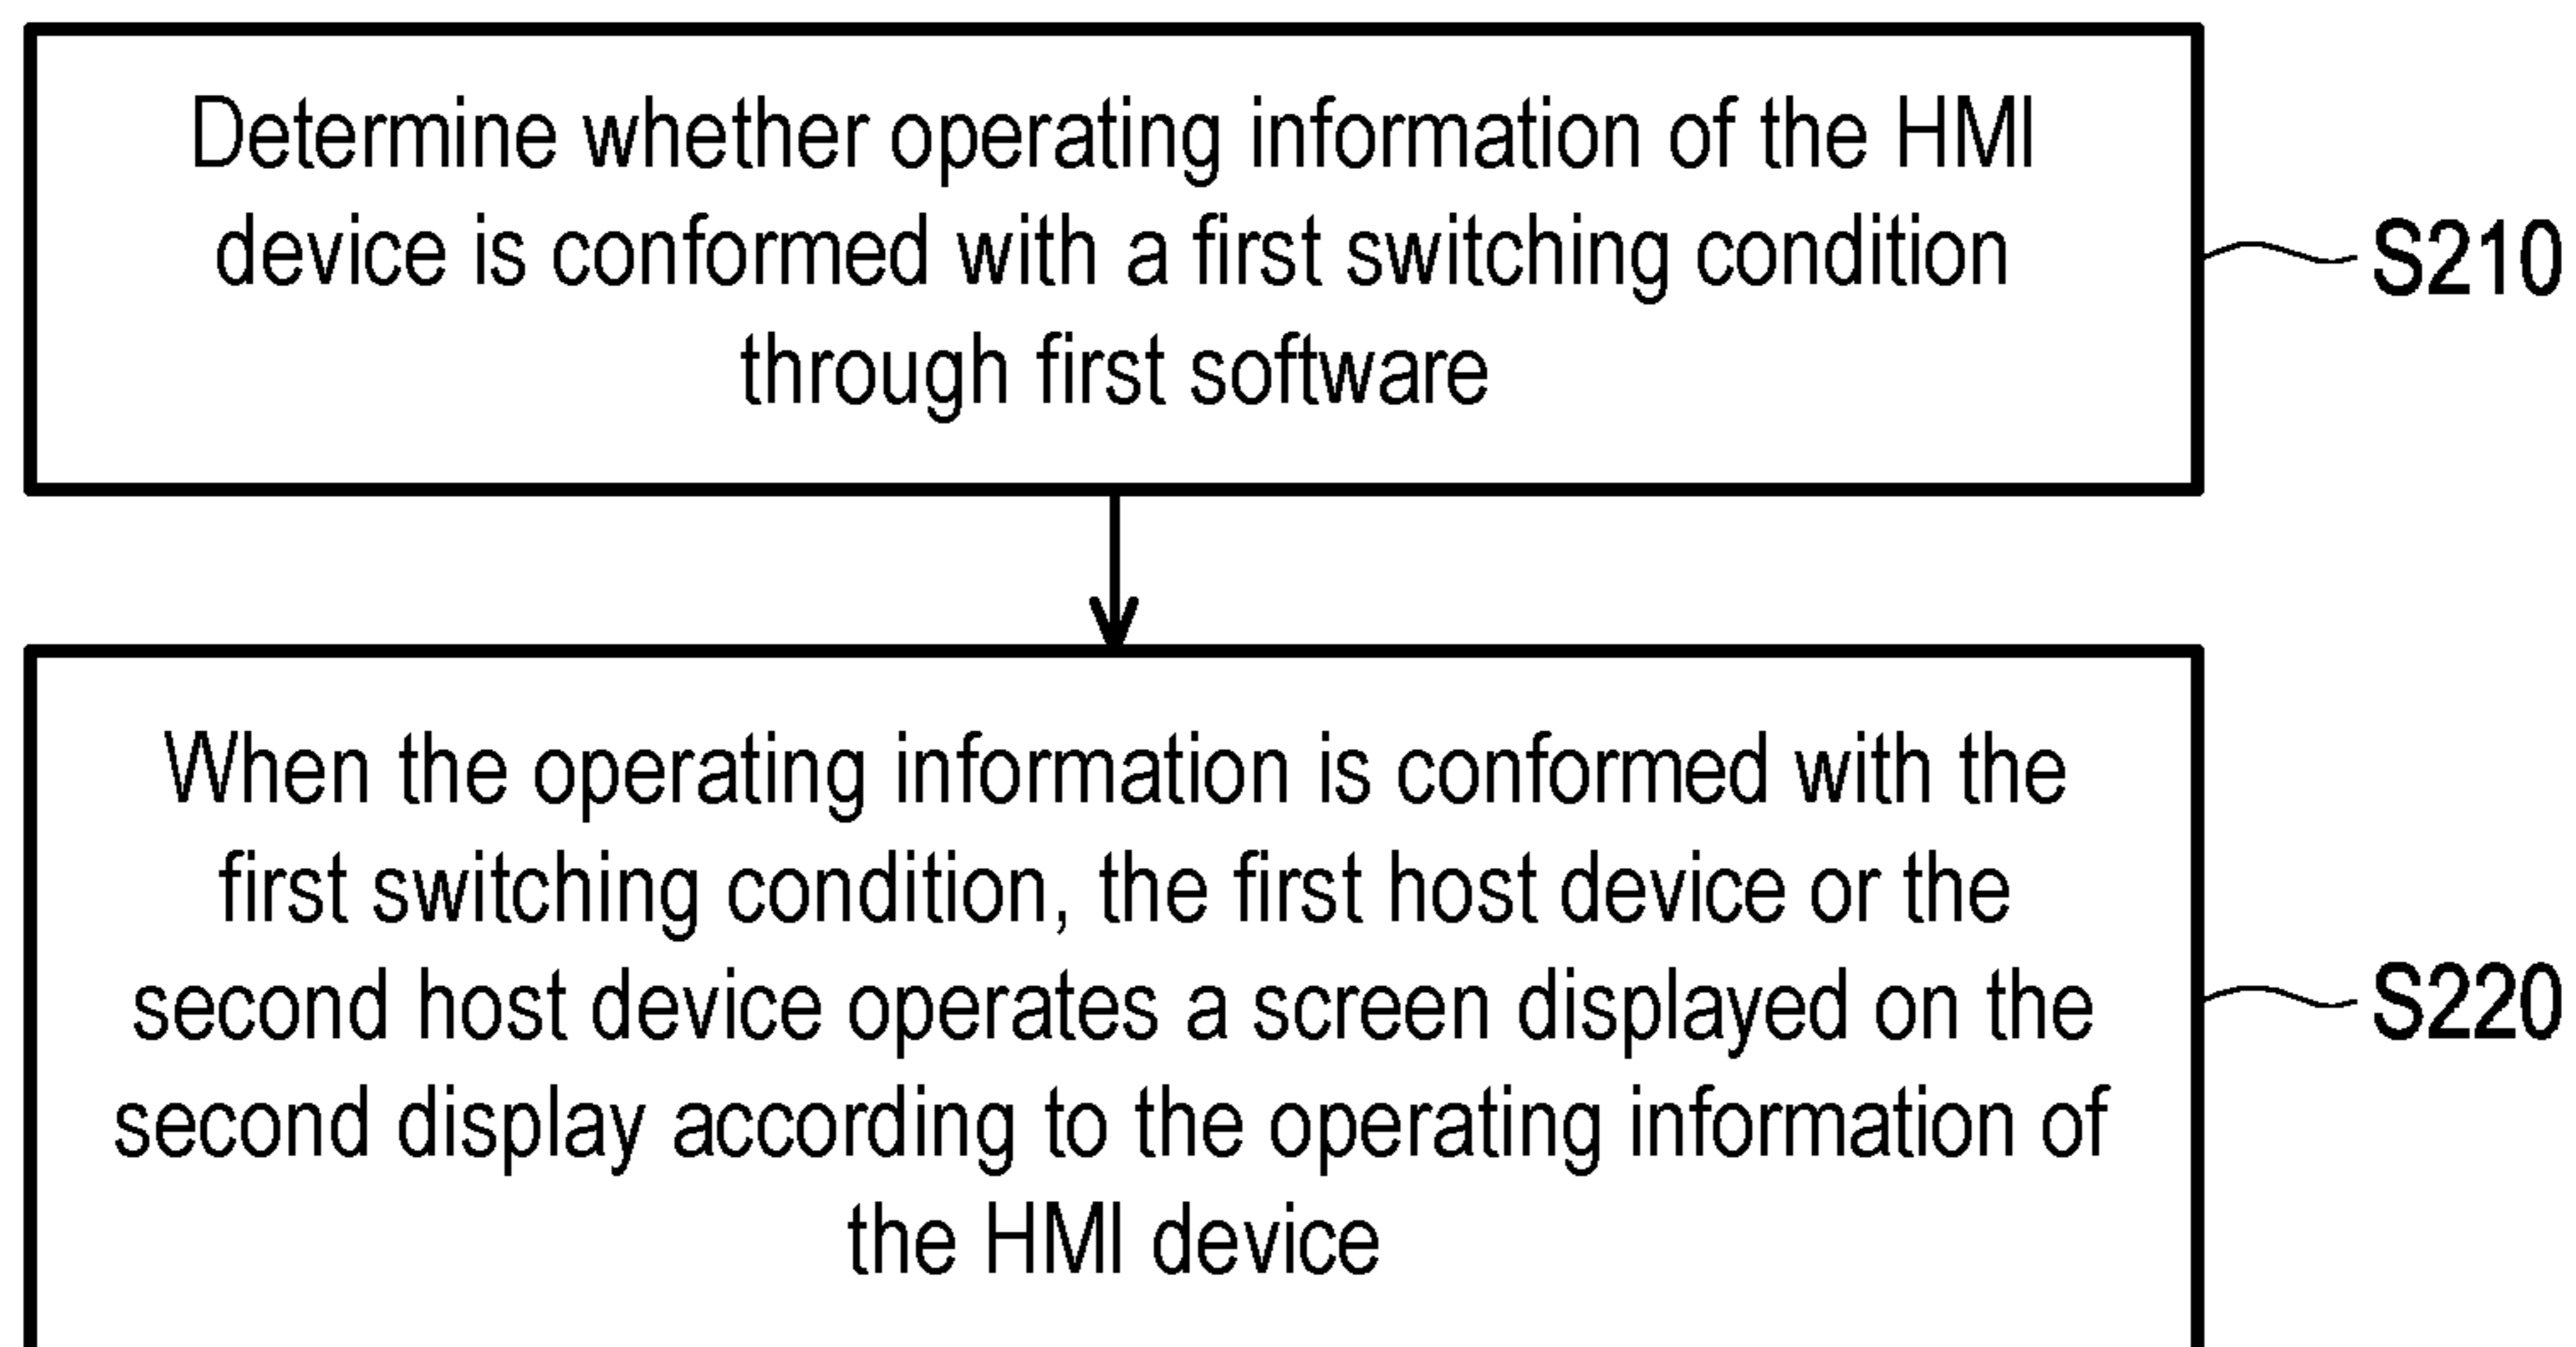 Determine whether operating information of the HMI
device is conformed with a first switching condition
through first software
S210
When the operating information is conformed with the
first switching condition, the first host device or the
second host device operates a screen displayed on the
second display according to the operating information of
the HMI device
S220